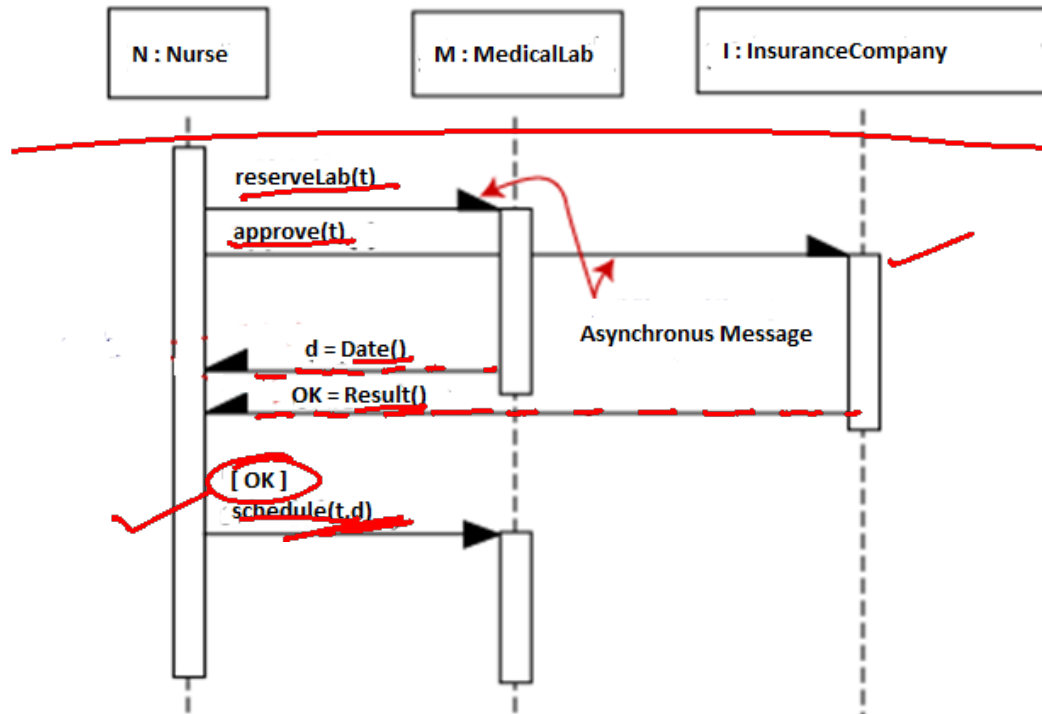 N : Nurse
M : MedicalLab
I : InsuranceCompany
reserveLab(t)
approve(t)
Asynchronus Message
d = Date()
OK = Result()
[ OK ]
schedule(t,d)